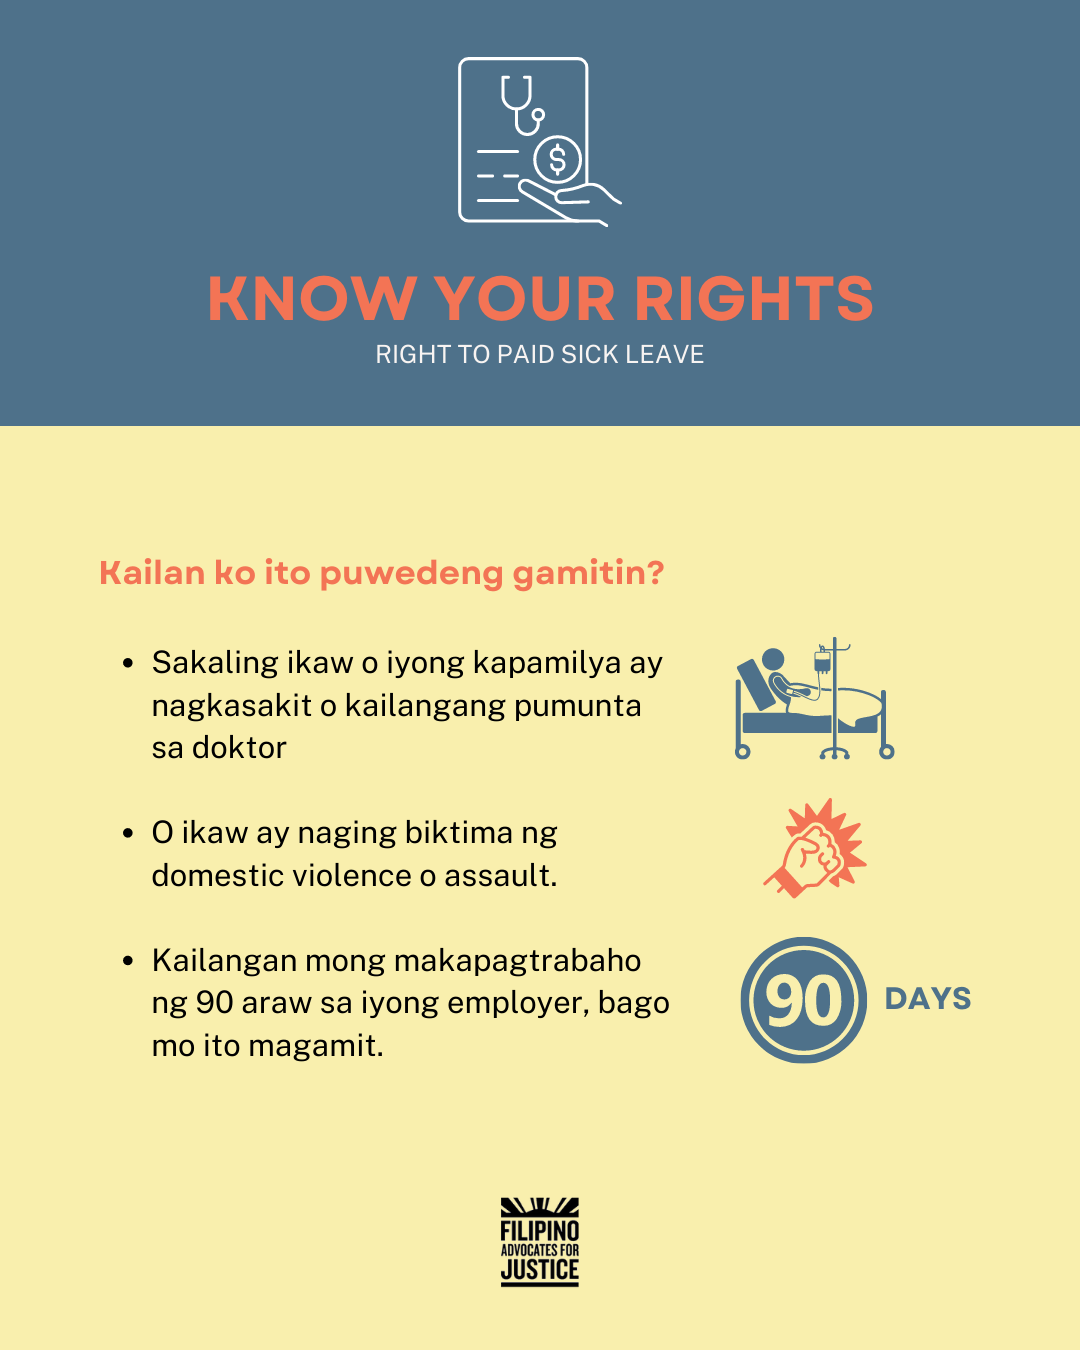 $
KNOW YOUR RIGHTS
RIGHT TO PAID SICK LEAVE
Kailan ko ito puwedeng gamitin?
• Sakaling ikaw o iyong kapamilya ay
nagkasakit o kailangang pumunta
sa doktor
• O ikaw ay naging biktima ng
domestic violence o assault.
• Kailangan mong makapagtrabaho
ng 90 araw sa iyong employer, bago
mo ito magamit.
90 DAYS
FILIPINO
ADVOCATES FOR
JUSTICE